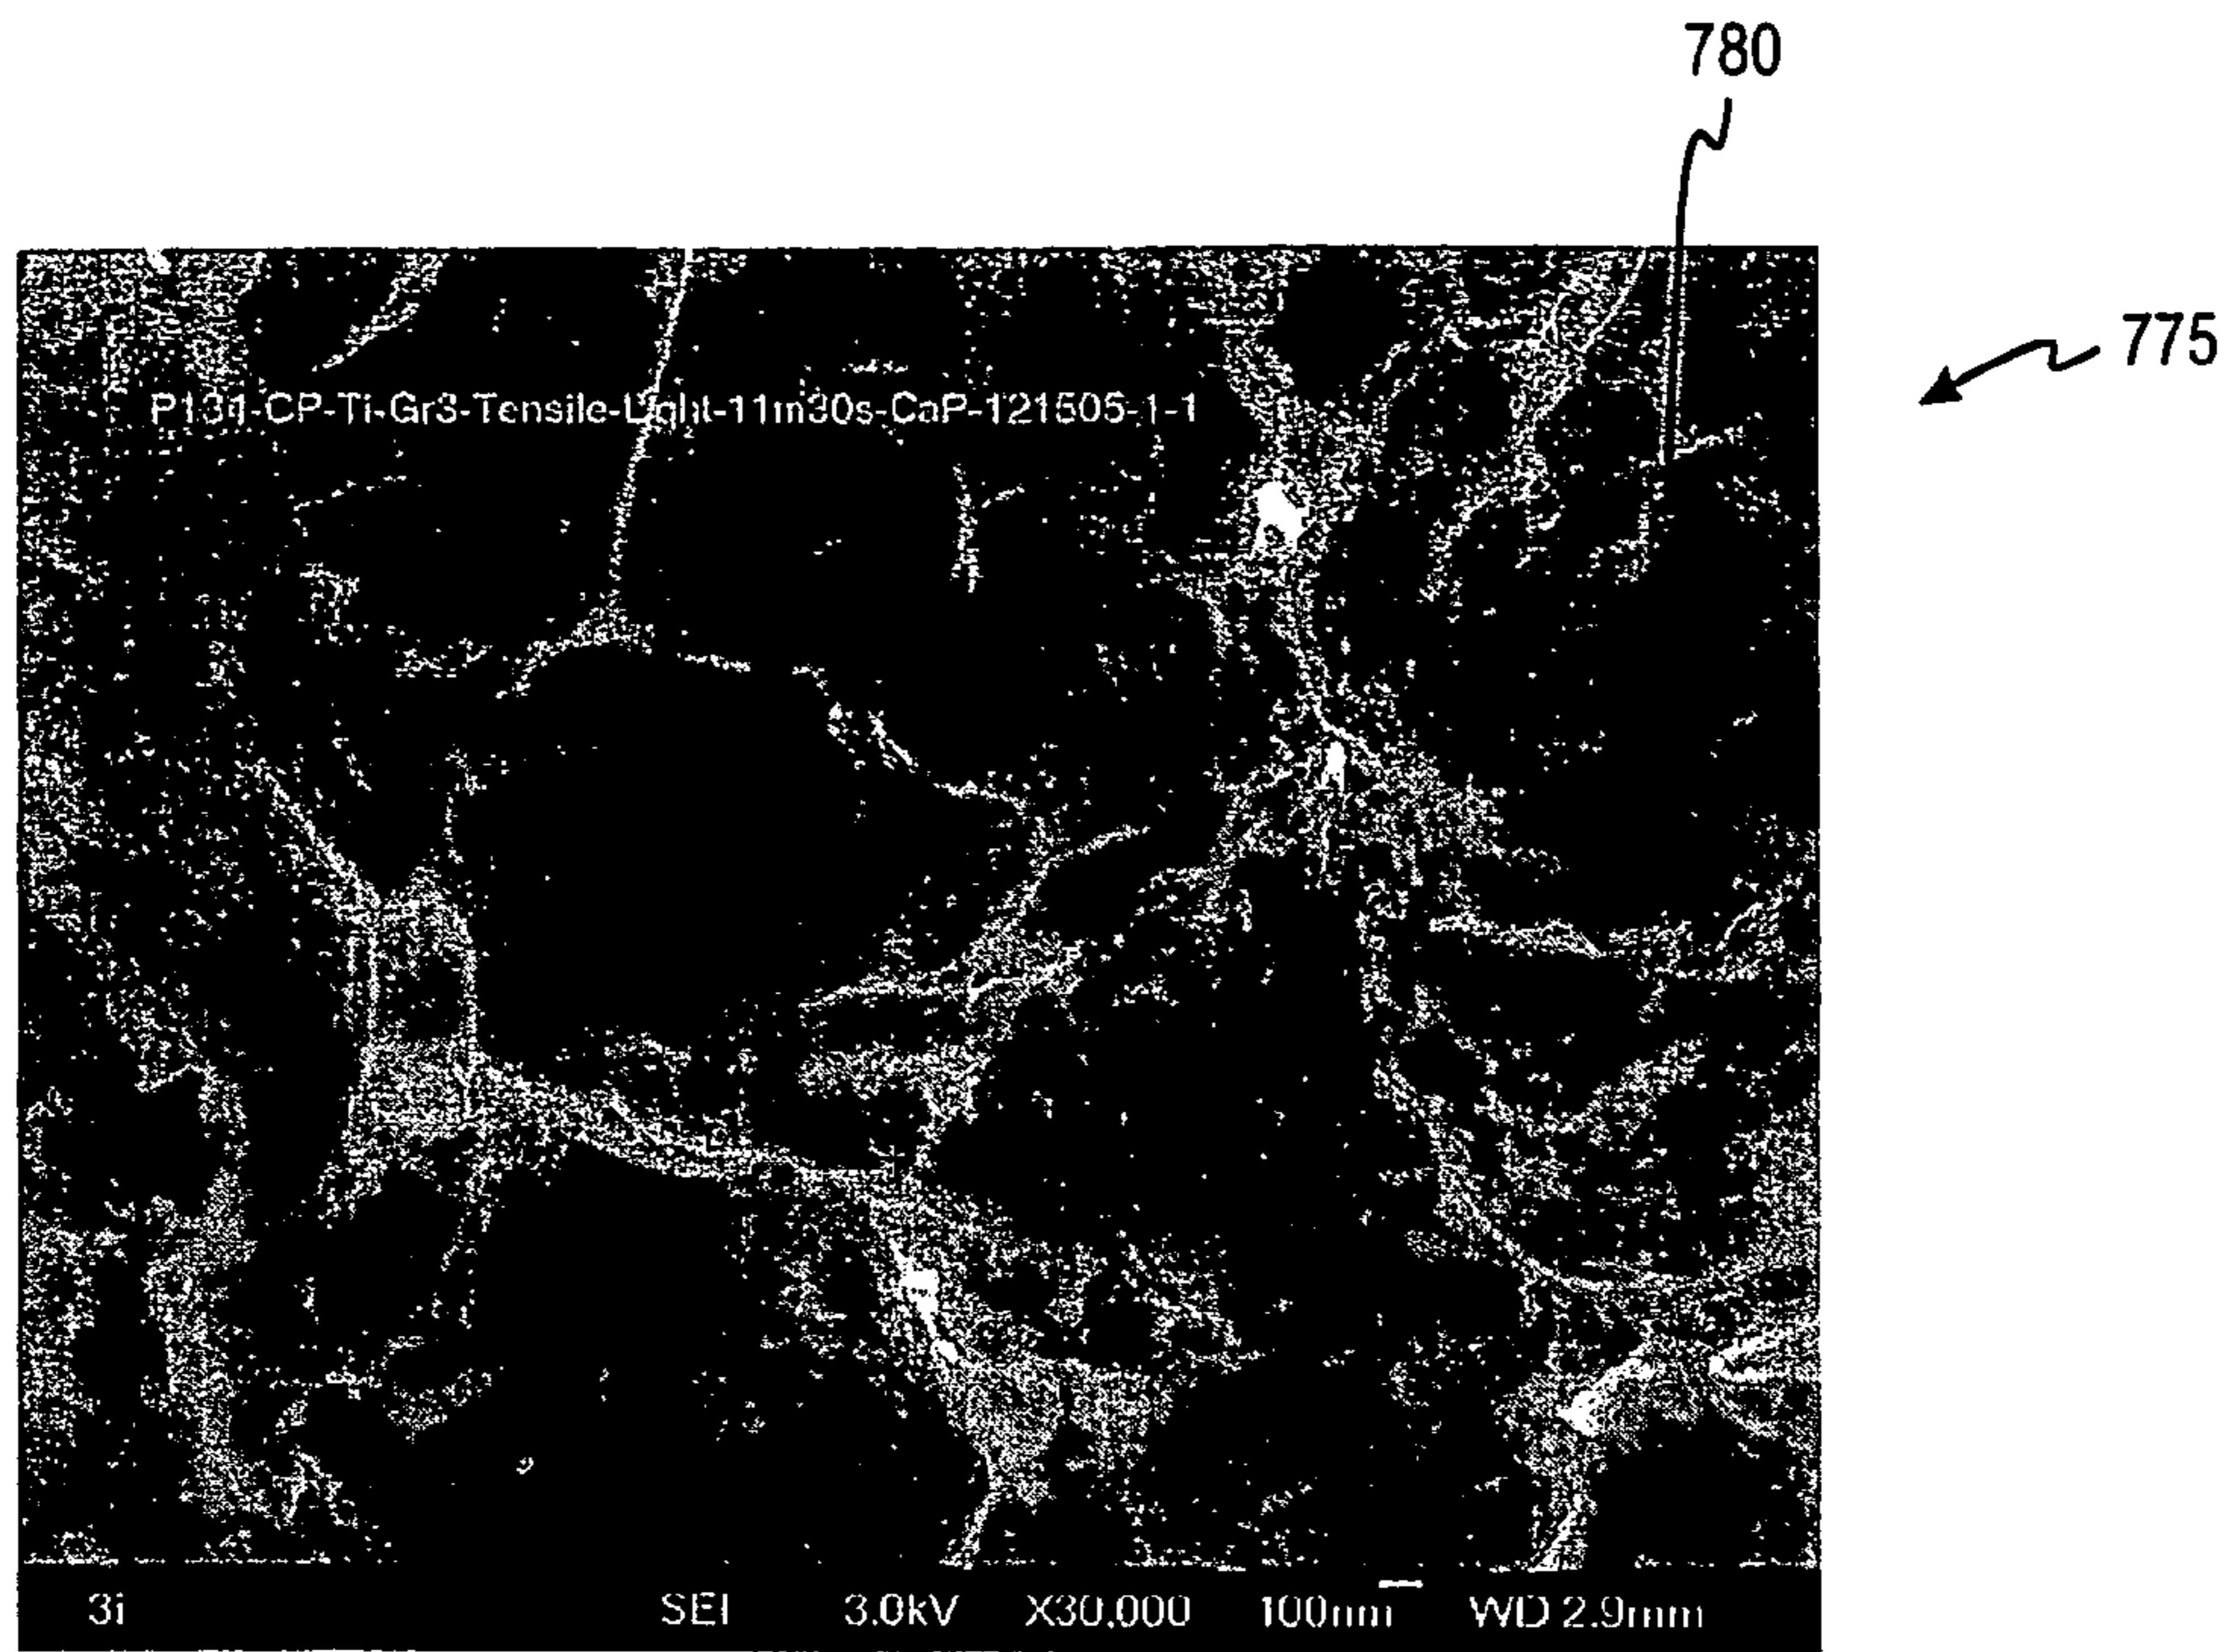 780
775
P131-CP-Ti-Gr3-Tensile-Light-11m30s-CaP-121505-1-1
3i SEI 3.0kV X30,000 100nm WD 2.9mm